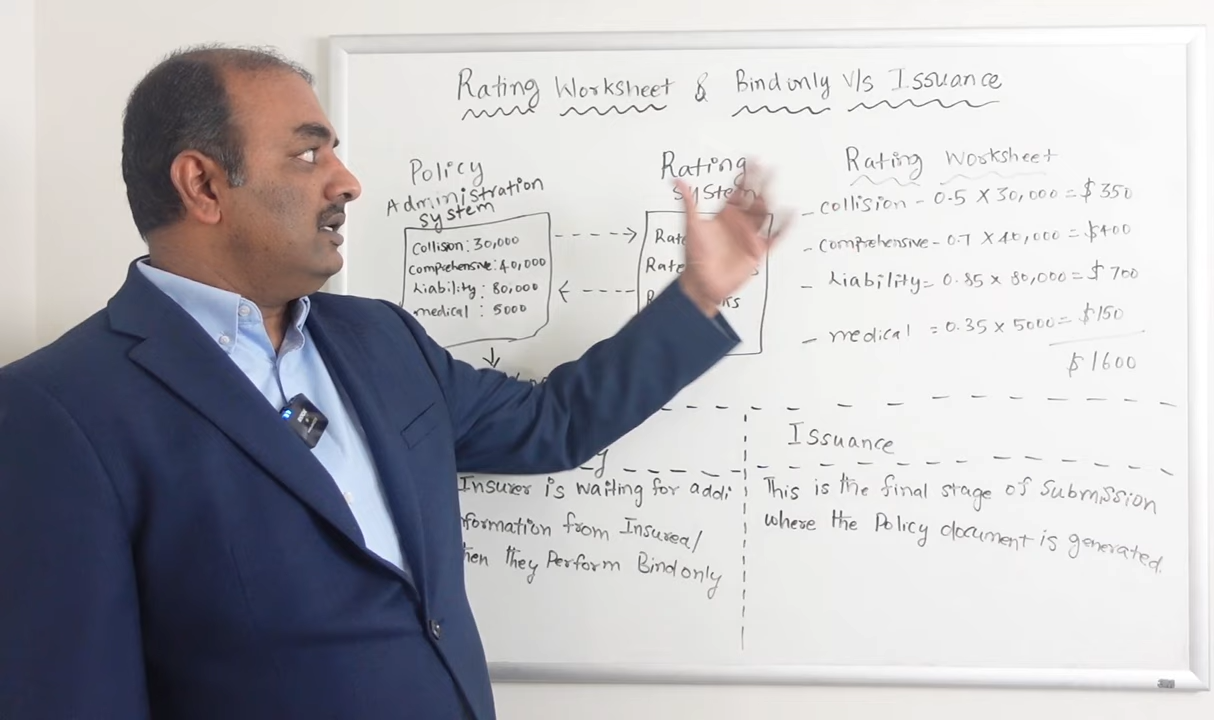 Rating Worksheet & Bind only V/s Issuance
Policy
Administration
system
Collision: 30,000
Comprehensive: 40,000
Liability: 80,000
medical: 5000
Rating
system
Rate
Rate
Rating Worksheet
- collision - 0.5 X 30,000 = $350
- comprehensive - 0.7 X 40,000 = $400
- Liability = 0.85 x 80,000 = $700
- medical = 0.35 x 5000 = $150
$1600
Insurer is waiting for addi
formation from Insured/
hen they Perform Bind only
Issuance
This is the final stage of submission
where the Policy document is generated.